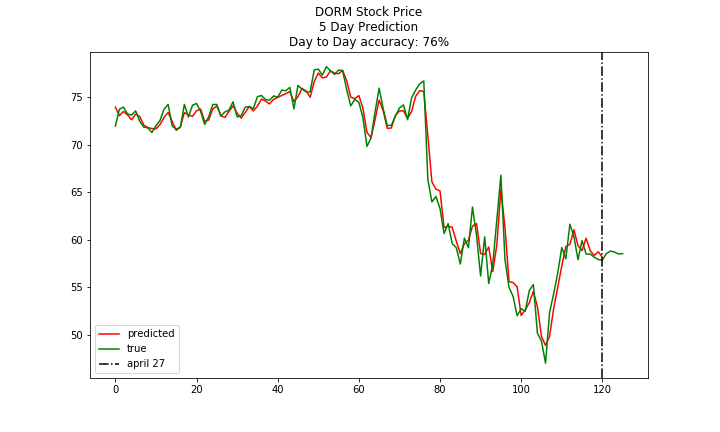 DORM Stock Price
5 Day Prediction
Day to Day accuracy: 76%
75
70
65
60
55
50
predicted
true
april 27
0 20 40 60 80 100 120